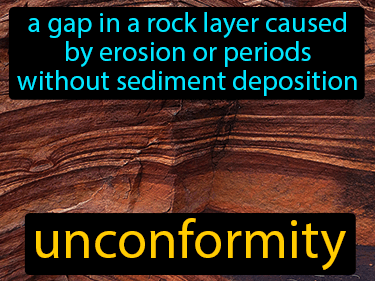 a gap in a rock layer caused
by erosion or periods
without sediment deposition
unconformity